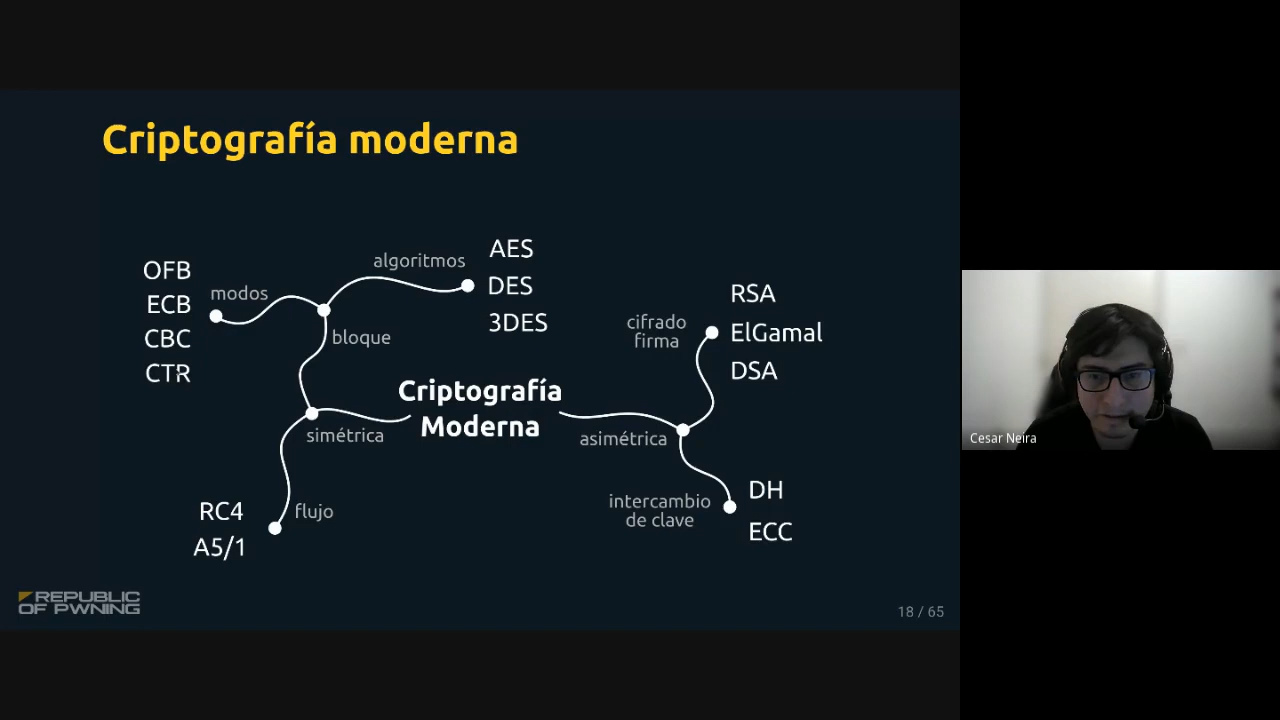 Criptografía moderna
OFB
ECB
CBC
CTR
modos
algoritmos
AES
DES
3DES
bloque
simétrica
flujo
RC4
A5/1
Criptografía
Moderna
asimétrica
cifrado
firma
RSA
ElGamal
DSA
intercambio
de clave
DH
ECC
REPUBLIC
OF PWNING
18 / 65
Cesar Neira